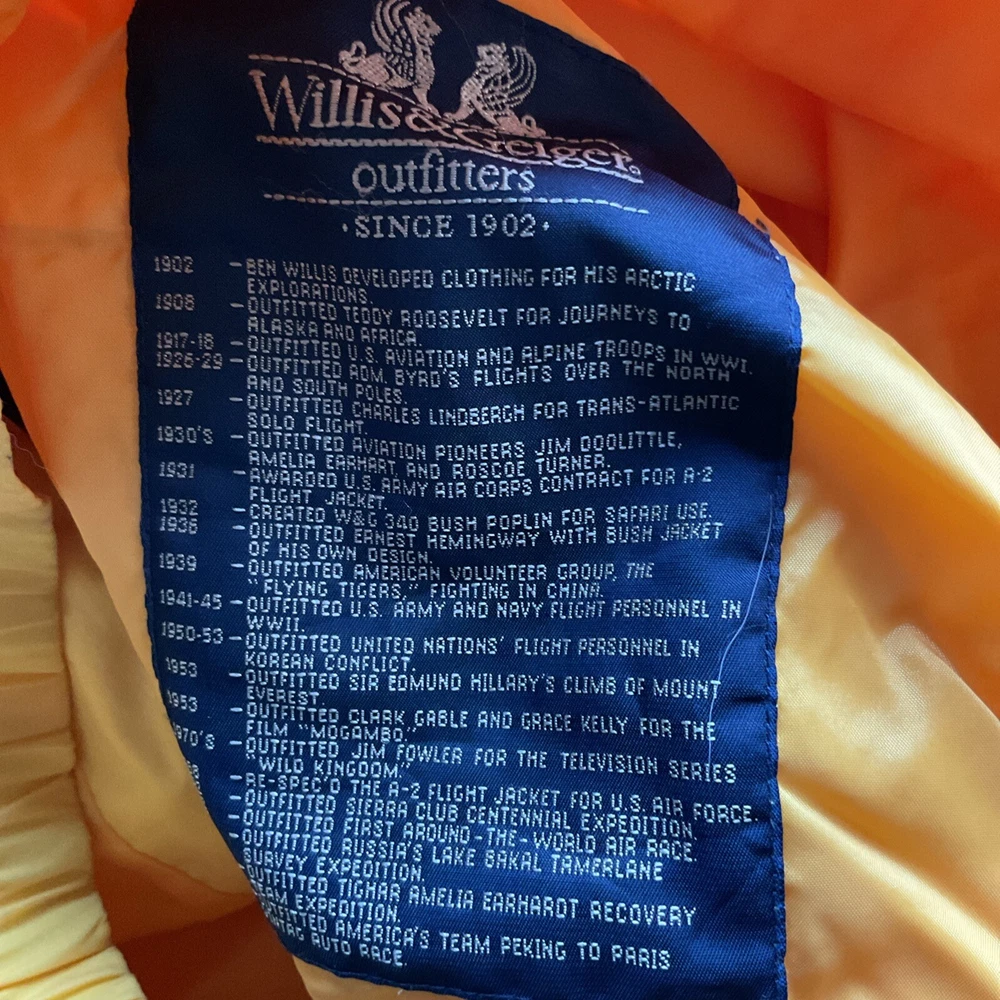 Willis & Geiger
outfitters
· SINCE 1902 ·
1902 – BEN WILLIS DEVELOPED CLOTHING FOR HIS ARCTIC
EXPLORATIONS.
1908 – OUTFITTED TEDDY ROOSEVELT FOR JOURNEYS TO
ALASKA AND AFRICA.
1917-18 – OUTFITTED U.S. AVIATION AND ALPINE TROOPS IN WWI.
1926-29 – OUTFITTED ADM. BYRD'S FLIGHTS OVER THE NORTH
AND SOUTH POLES.
1927 – OUTFITTED CHARLES LINDBERGH FOR TRANS-ATLANTIC
SOLO FLIGHT.
1930'S – OUTFITTED AVIATION PIONEERS JIM DOOLITTLE,
AMELIA EARHART, AND ROSCOE TURNER.
1931 – AWARDED U.S. ARMY AIR CORPS CONTRACT FOR A-2
FLIGHT JACKET.
1932 – CREATED W&G 340 BUSH POPLIN FOR SAFARI USE.
1936 – OUTFITTED ERNEST HEMINGWAY WITH BUSH JACKET
OF HIS OWN DESIGN.
1939 – OUTFITTED AMERICAN VOLUNTEER GROUP, THE
"FLYING TIGERS," FIGHTING IN CHINA.
1941-45 – OUTFITTED U.S. ARMY AND NAVY FLIGHT PERSONNEL IN
WWII.
1950-53 – OUTFITTED UNITED NATIONS' FLIGHT PERSONNEL IN
KOREAN CONFLICT.
1953 – OUTFITTED SIR EDMUND HILLARY'S CLIMB OF MOUNT
EVEREST.
1953 – OUTFITTED CLARK GABLE AND GRACE KELLY FOR THE
FILM "MOGAMBO."
970'S – OUTFITTED JIM FOWLER FOR THE TELEVISION SERIES
"WILD KINGDOM."
– RE-SPEC'D THE A-2 FLIGHT JACKET FOR U.S. AIR FORCE.
– OUTFITTED SIERRA CLUB CENTENNIAL EXPEDITION.
– OUTFITTED FIRST AROUND-THE-WORLD AIR RACE.
– OUTFITTED RUSSIA'S LAKE BAKAL TAMERLANE
SURVEY EXPEDITION.
OUTFITTED TIGHAR AMELIA EARHARDT RECOVERY
EXPEDITION.
AMERICA'S TEAM PEKING TO PARIS
AUTO RACE.